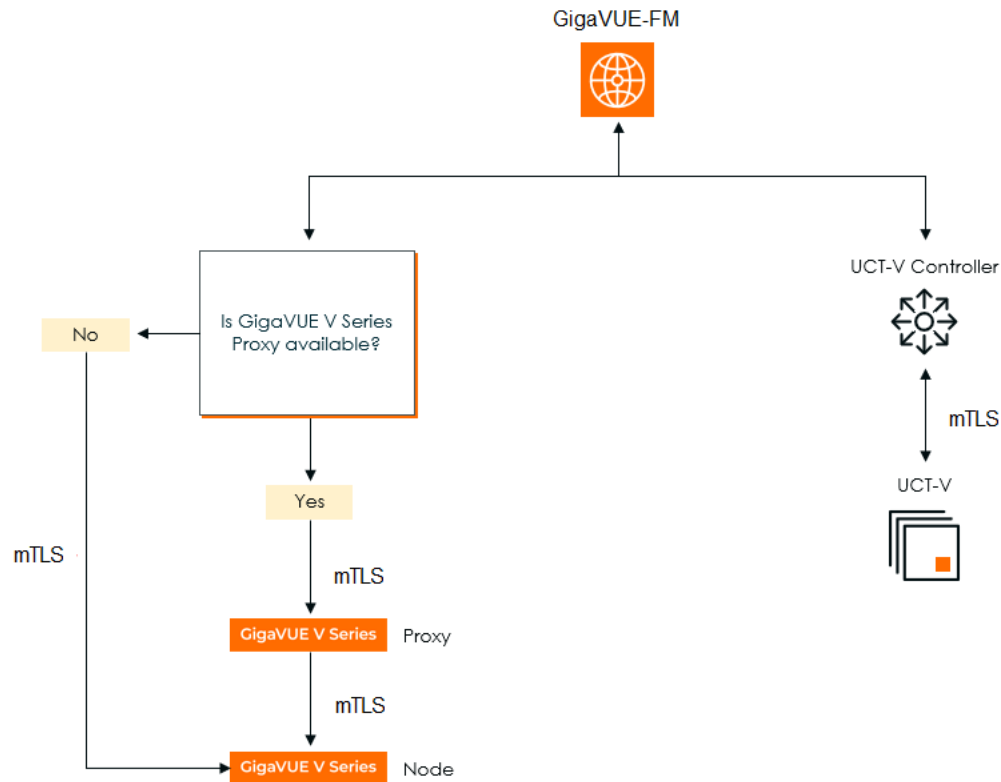 GigaVUE-FM
UCT-V Controller
Is GigaVUE V Series
Proxy available?
No
mTLS
UCT-V
Yes
mTLS
mTLS
GigaVUE V Series Proxy
mTLS
GigaVUE V Series Node